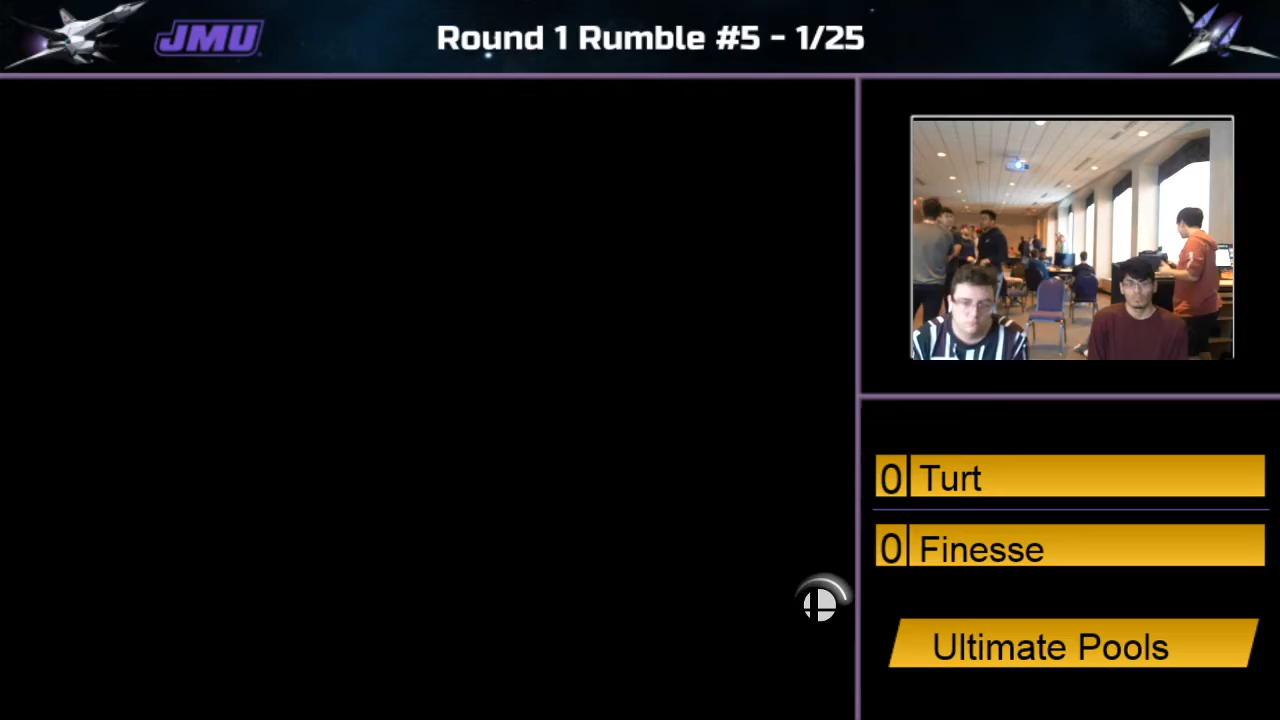 JMU
Round 1 Rumble #5 - 1/25
0 Turt
0 Finesse
Ultimate Pools